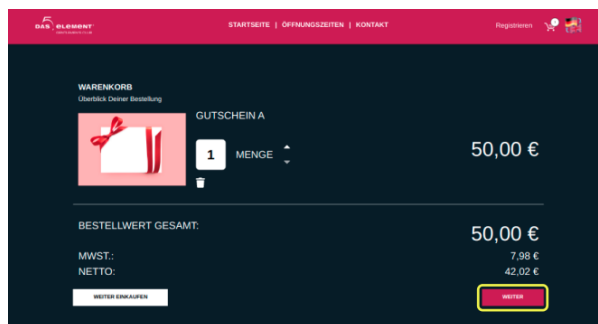 DAS 5. ELEMENT
STARTSEITE | ÖFFNUNGSZEITEN | KONTAKT
Registrieren
WARENKORB
Überblick Deiner Bestellung
GUTSCHEIN A
1 MENGE
50,00 €
BESTELLWERT GESAMT:
50,00 €
MWST.:
7,98 €
NETTO:
42,02 €
WEITER EINKAUFEN
WEITER